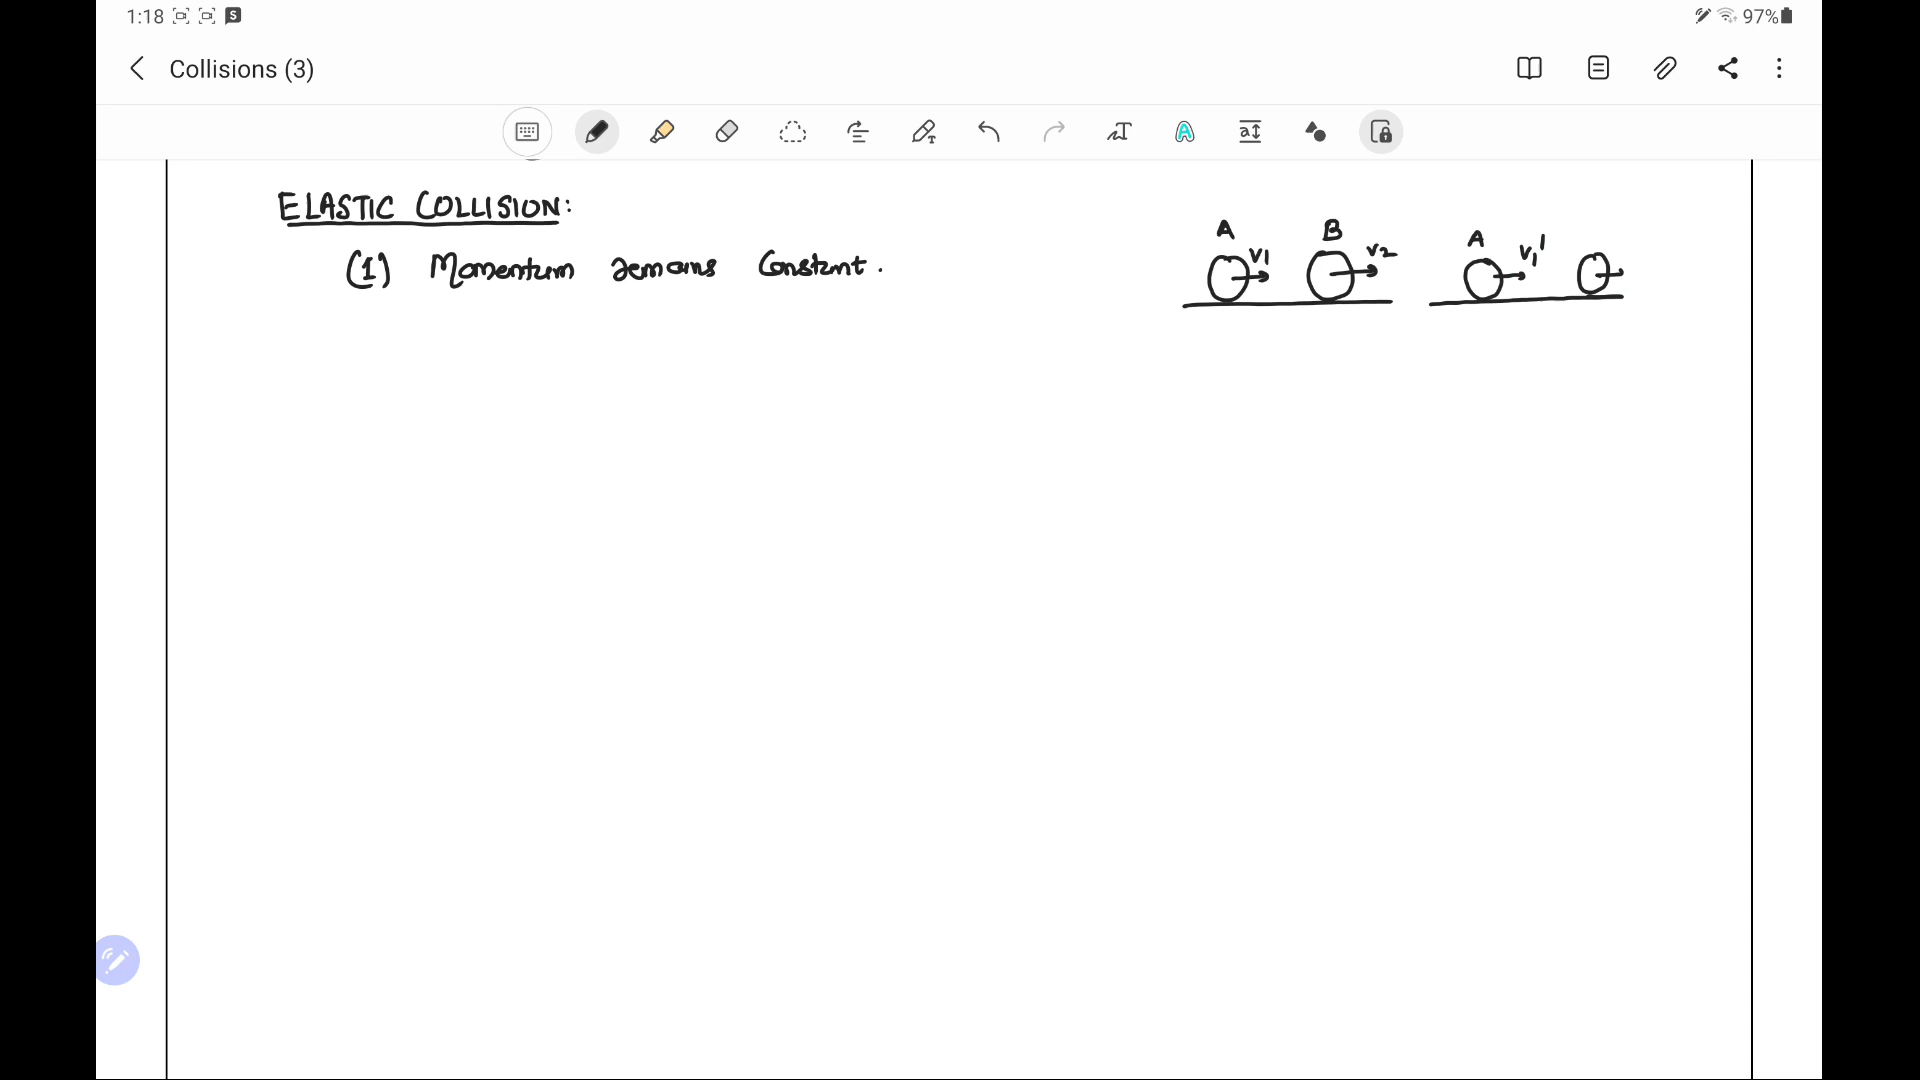 1:18
97%
Collisions (3)
ELASTIC COLLISION:
(1) Momentum remains Constant.
A B A
V1 V2 V1'